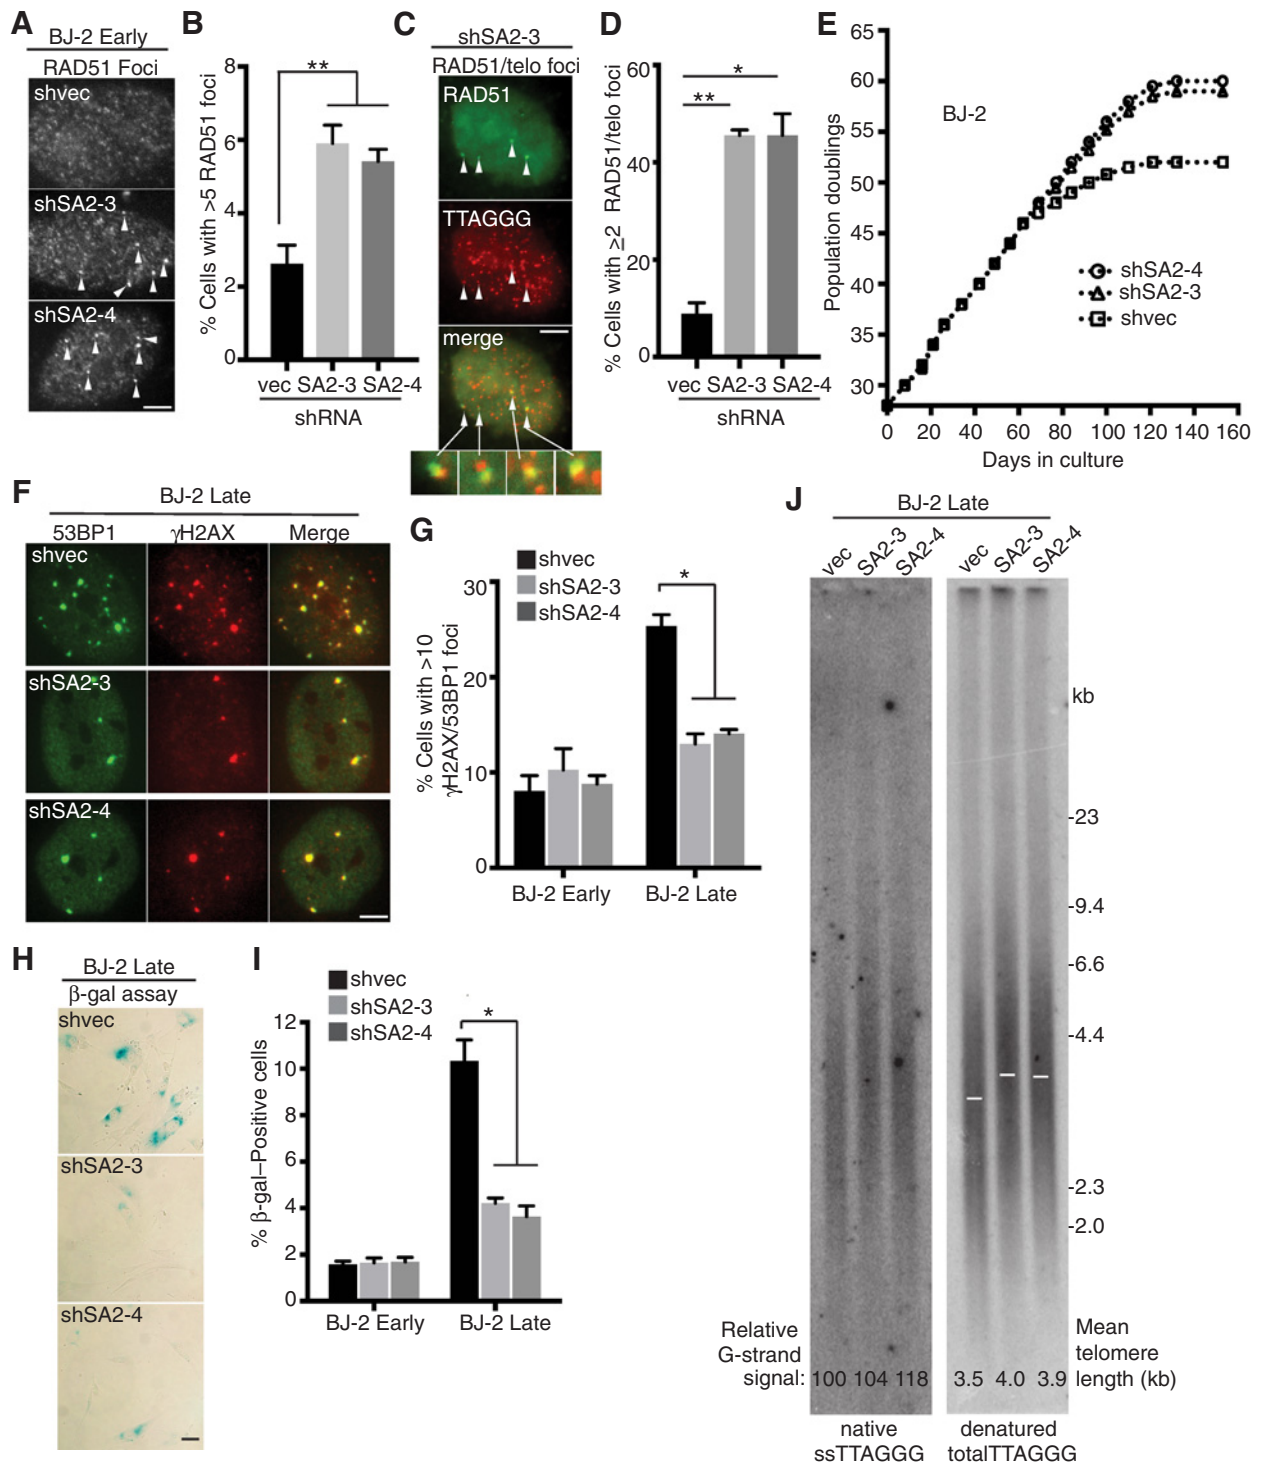 A
BJ-2 Early
RAD51 Foci
shvec
shSA2-3
shSA2-4
B
% Cells with >5 RAD51 foci
8
6
4
2
0
**
vec SA2-3 SA2-4
shRNA
C
shSA2-3
RAD51/telo foci
RAD51
TTAGGG
merge
D
% Cells with ≥2 RAD51/telo foci
60
40
20
0
*
**
vec SA2-3 SA2-4
shRNA
E
Population doublings
65
60
55
50
45
40
35
30
BJ-2
shSA2-4
shSA2-3
shvec
0 20 40 60 80 100 120 140 160
Days in culture
F
BJ-2 Late
53BP1 γH2AX Merge
shvec
shSA2-3
shSA2-4
G
shvec
shSA2-3
shSA2-4
% Cells with >10
γH2AX/53BP1 foci
30
20
10
0
*
BJ-2 Early BJ-2 Late
H
BJ-2 Late
β-gal assay
shvec
shSA2-3
shSA2-4
I
shvec
shSA2-3
shSA2-4
% β-gal–Positive cells
12
10
8
6
4
2
0
*
BJ-2 Early BJ-2 Late
J
BJ-2 Late
vec SA2-3 SA2-4 vec SA2-3 SA2-4
kb
-23
-9.4
-6.6
-4.4
-2.3
-2.0
Relative
G-strand
signal: 100 104 118
3.5 4.0 3.9
Mean
telomere
length (kb)
native
ssTTAGGG
denatured
totalTTAGGG